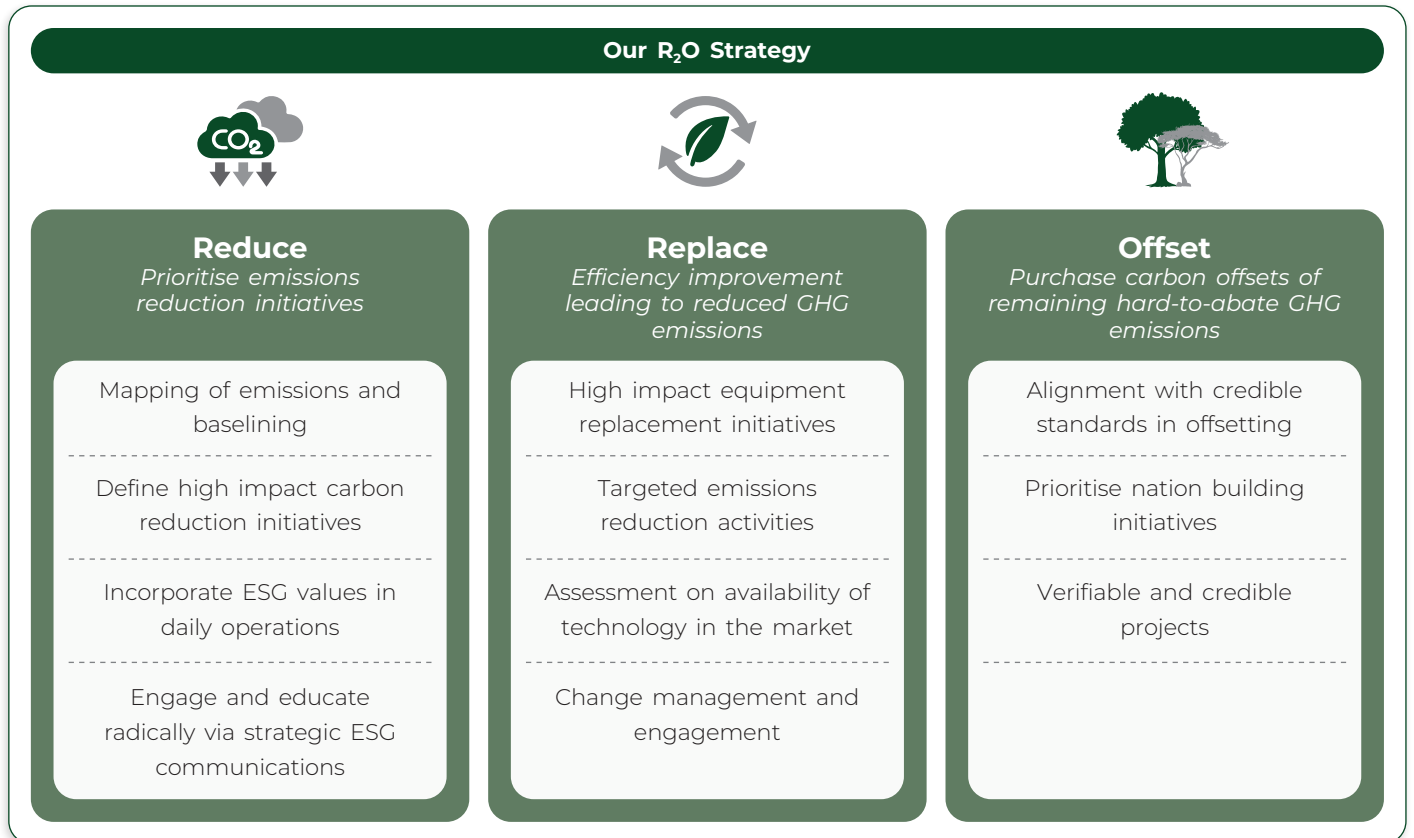 Our R₂O Strategy
CO₂
Reduce
Prioritise emissions
reduction initiatives
Mapping of emissions and
baselining
Define high impact carbon
reduction initiatives
Incorporate ESG values in
daily operations
Engage and educate
radically via strategic ESG
communications
Replace
Efficiency improvement
leading to reduced GHG
emissions
High impact equipment
replacement initiatives
Targeted emissions
reduction activities
Assessment on availability of
technology in the market
Change management and
engagement
Offset
Purchase carbon offsets of
remaining hard-to-abate GHG
emissions
Alignment with credible
standards in offsetting
Prioritise nation building
initiatives
Verifiable and credible
projects